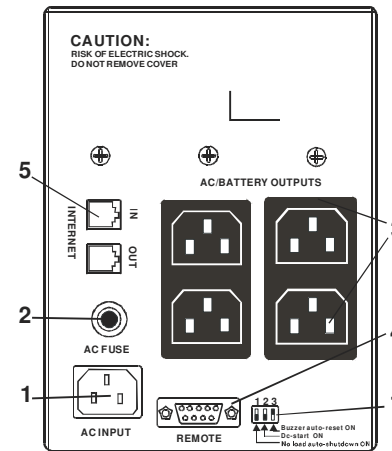 CAUTION:
RISK OF ELECTRIC SHOCK.
DO NOT REMOVE COVER
5
IN
INTERNET
OUT
AC/BATTERY OUTPUTS
2
AC FUSE
1
AC INPUT
REMOTE
1 2 3
Buzzer auto-reset ON
Dc-start ON
No load auto-shutdown ON